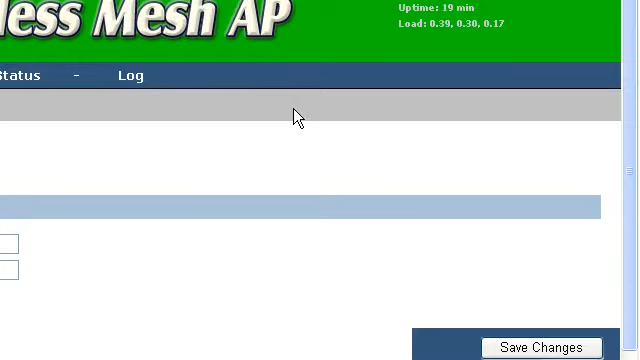 less Mesh AP
Uptime: 19 min
Load: 0.39, 0.30, 0.17
Status - Log
Save Changes